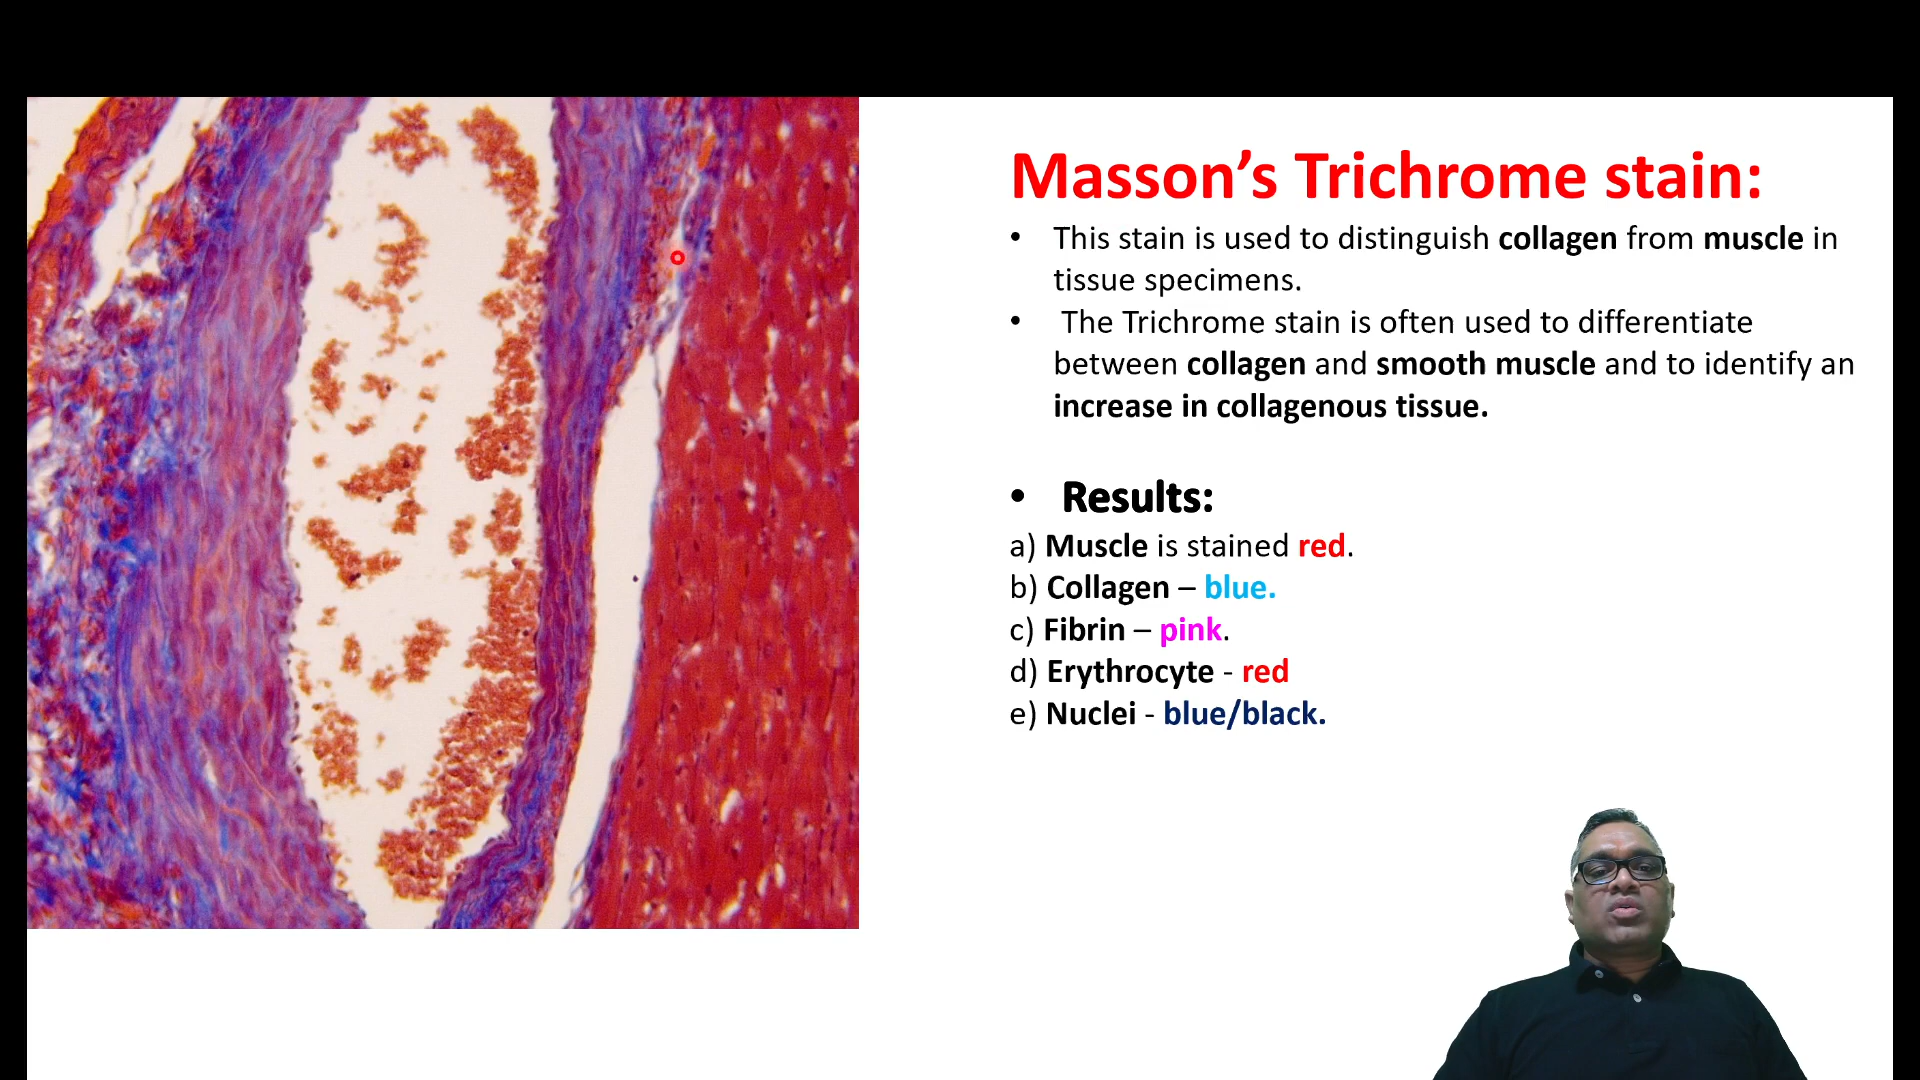 Masson’s Trichrome stain:
• This stain is used to distinguish collagen from muscle in
tissue specimens.
• The Trichrome stain is often used to differentiate
between collagen and smooth muscle and to identify an
increase in collagenous tissue.
• Results:
a) Muscle is stained red.
b) Collagen – blue.
c) Fibrin – pink.
d) Erythrocyte - red
e) Nuclei - blue/black.